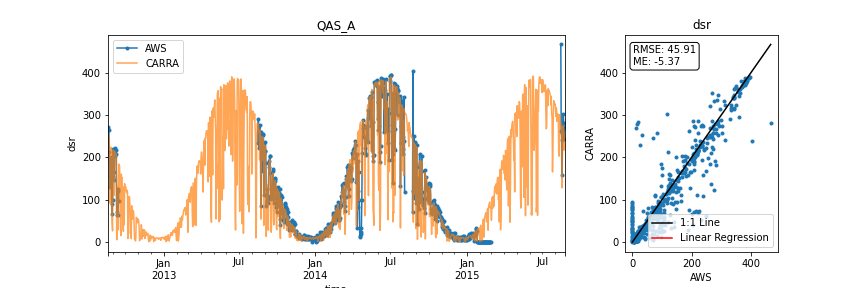 QAS_A
AWS
CARRA
dsr
400
300
200
100
0
Jan
2013
Jul
Jan
2014
Jul
Jan
2015
Jul
dsr
RMSE: 45.91
ME: -5.37
CARRA
400
300
200
100
0
1:1 Line
Linear Regression
0
200
400
AWS